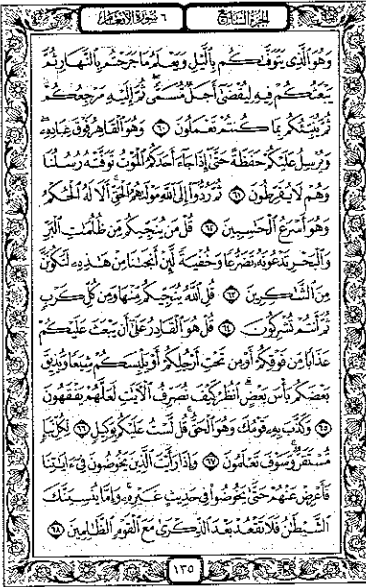 الجزء السابع
٦ سورة الأنعام
وَهُوَ ٱلَّذِى يَتَوَفَّىٰكُم بِٱلَّيْلِ وَيَعْلَمُ مَا جَرَحْتُم بِٱلنَّهَارِ ثُمَّ
يَبْعَثُكُمْ فِيهِ لِيُقْضَىٰٓ أَجَلٌ مُّسَمًّى ثُمَّ إِلَيْهِ مَرْجِعُكُمْ
ثُمَّ يُنَبِّئُكُم بِمَا كُنتُمْ تَعْمَلُونَ ٦٠ وَهُوَ ٱلْقَاهِرُ فَوْقَ عِبَادِهِۦ
وَيُرْسِلُ عَلَيْكُمْ حَفَظَةً حَتَّىٰٓ إِذَا جَآءَ أَحَدَكُمُ ٱلْمَوْتُ تَوَفَّتْهُ رُسُلُنَا
وَهُمْ لَا يُفَرِّطُونَ ٦١ ثُمَّ رُدُّوٓا۟ إِلَى ٱللَّهِ مَوْلَىٰهُمُ ٱلْحَقِّ أَلَا لَهُ ٱلْحُكْمُ
وَهُوَ أَسْرَعُ ٱلْحَٰسِبِينَ ٦٢ قُلْ مَن يُنَجِّيكُم مِّن ظُلُمَٰتِ ٱلْبَرِّ
وَٱلْبَحْرِ تَدْعُونَهُۥ تَضَرُّعًا وَخُفْيَةً لَّئِنْ أَنجَىٰنَا مِنْ هَٰذِهِۦ لَنَكُونَنَّ
مِنَ ٱلشَّٰكِرِينَ ٦٣ قُلِ ٱللَّهُ يُنَجِّيكُم مِّنْهَا وَمِن كُلِّ كَرْبٍ
ثُمَّ أَنتُمْ تُشْرِكُونَ ٦٤ قُلْ هُوَ ٱلْقَادِرُ عَلَىٰٓ أَن يَبْعَثَ عَلَيْكُمْ
عَذَابًا مِّن فَوْقِكُمْ أَوْ مِن تَحْتِ أَرْجُلِكُمْ أَوْ يَلْبِسَكُمْ شِيَعًا وَيُذِيقَ
بَعْضَكُم بَأْسَ بَعْضٍ ٱنظُرْ كَيْفَ نُصَرِّفُ ٱلْءَايَٰتِ لَعَلَّهُمْ يَفْقَهُونَ
٦٥ وَكَذَّبَ بِهِۦ قَوْمُكَ وَهُوَ ٱلْحَقُّ قُل لَّسْتُ عَلَيْكُم بِوَكِيلٍ ٦٦ لِّكُلِّ نَبَإٍ
مُّسْتَقَرٌّ وَسَوْفَ تَعْلَمُونَ ٦٧ وَإِذَا رَأَيْتَ ٱلَّذِينَ يَخُوضُونَ فِىٓ ءَايَٰتِنَا
فَأَعْرِضْ عَنْهُمْ حَتَّىٰ يَخُوضُوا۟ فِى حَدِيثٍ غَيْرِهِۦ وَإِمَّا يُنسِيَنَّكَ
ٱلشَّيْطَٰنُ فَلَا تَقْعُدْ بَعْدَ ٱلذِّكْرَىٰ مَعَ ٱلْقَوْمِ ٱلظَّٰلِمِينَ ٦٨
١٣٥